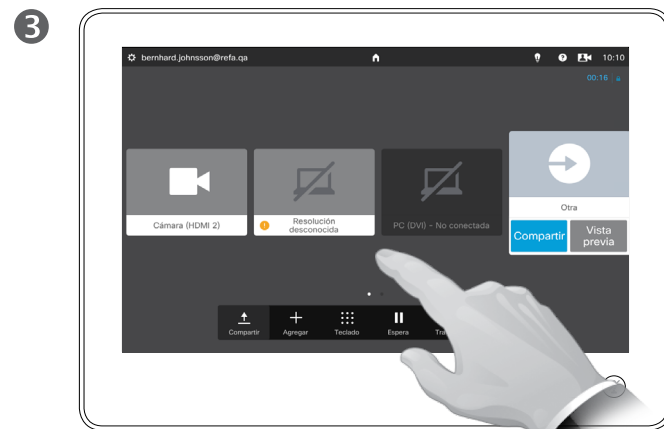 3
bernhard.johnsson@refa.qa
10:10
00:16
Cámara (HDMI 2)
Resolución
desconocida
PC (DVI) - No conectada
Otra
Compartir
Vista
previa
Compartir
Agregar
Teclado
Espera